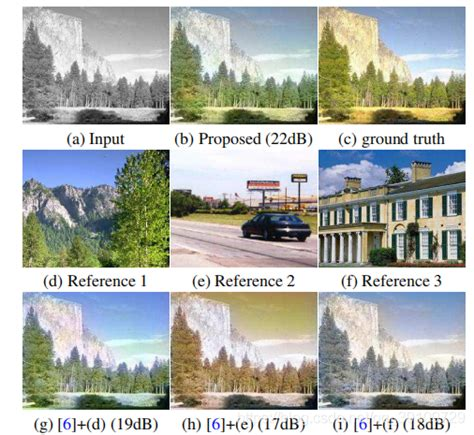 (a) Input (b) Proposed (22dB) (c) ground truth
(d) Reference 1 (e) Reference 2 (f) Reference 3
(g) [6]+(d) (19dB) (h) [6]+(e) (17dB) (i) [6]+(f) (18dB)